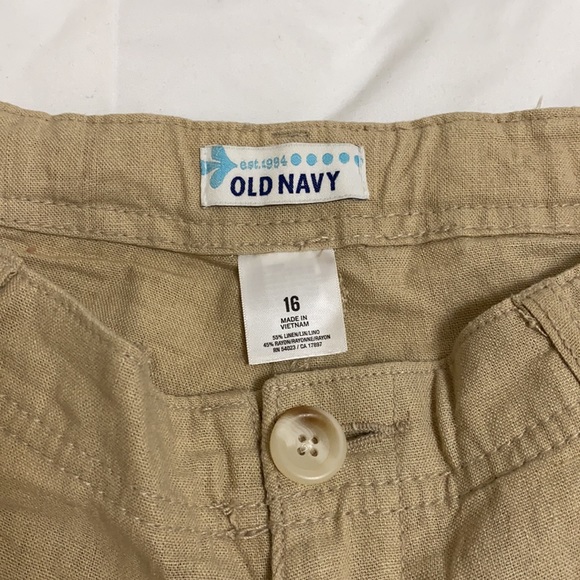 est.1994
OLD NAVY
16
MADE IN
VIETNAM
55% LINEN/LIN/LINO
45% RAYON/RAYONNE/RAYON
RN 54023 / CA 17897